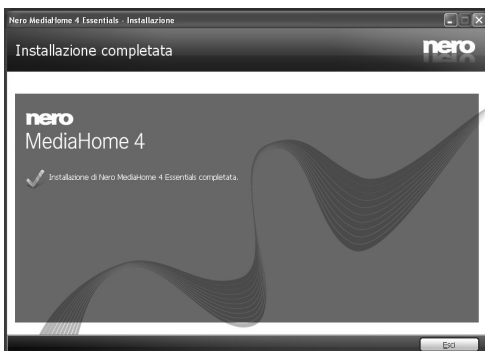 Nero MediaHome 4 Essentials - Installazione
Installazione completata
nero
nero
MediaHome 4
Installazione di Nero MediaHome 4 Essentials completata.
Esci